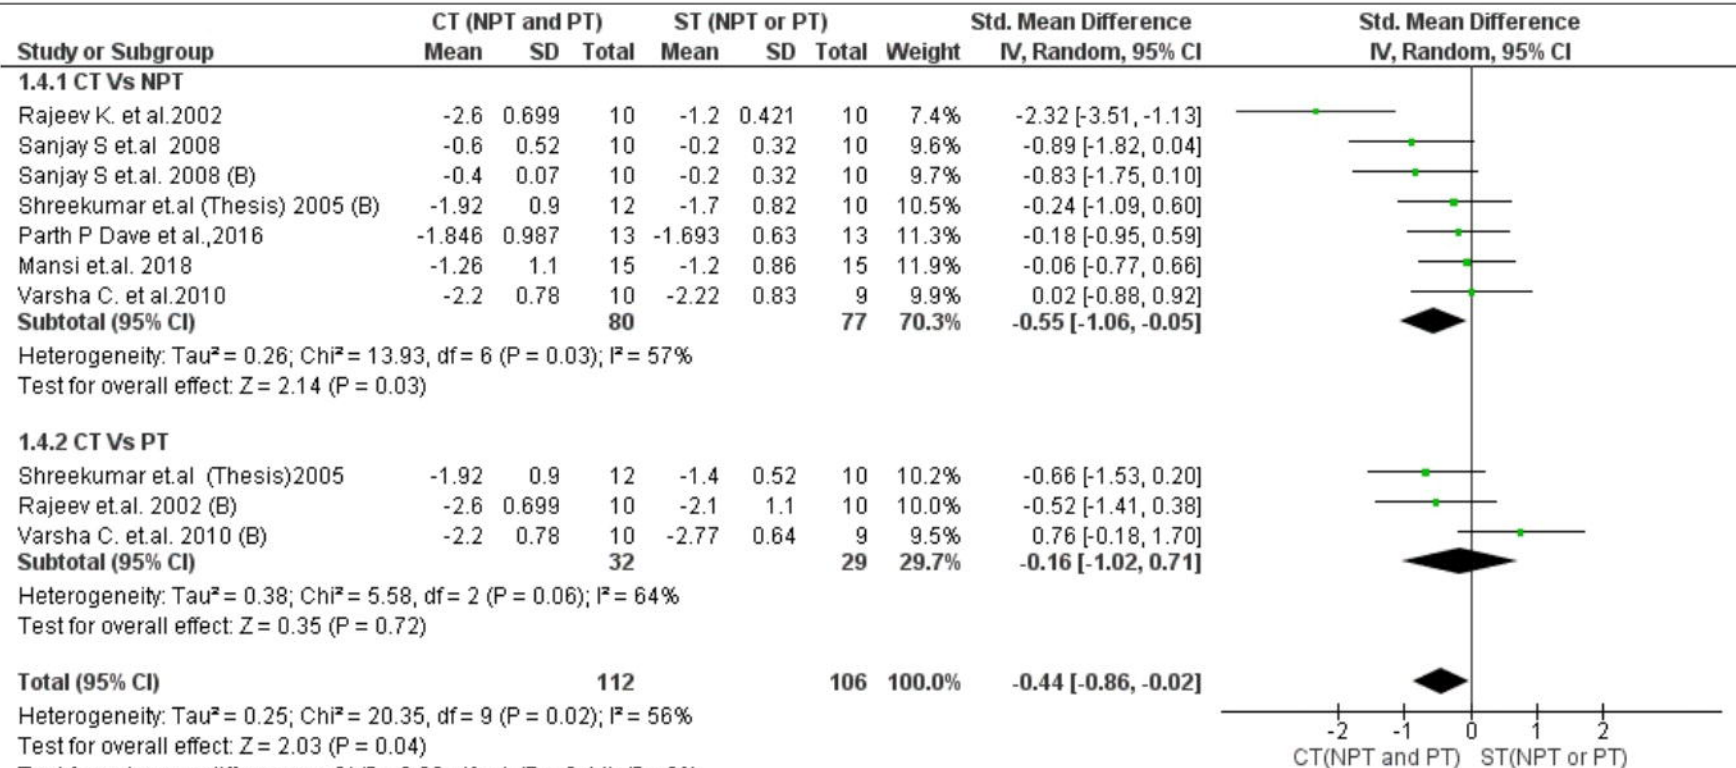 CT (NPT and PT) ST (NPT or PT) Std. Mean Difference Std. Mean Difference
Study or Subgroup Mean SD Total Mean SD Total Weight IV, Random, 95% CI IV, Random, 95% CI
1.4.1 CT Vs NPT
Rajeev K. et al.2002 -2.6 0.699 10 -1.2 0.421 10 7.4% -2.32 [-3.51, -1.13]
Sanjay S et.al 2008 -0.6 0.52 10 -0.2 0.32 10 9.6% -0.89 [-1.82, 0.04]
Sanjay S et.al. 2008 (B) -0.4 0.07 10 -0.2 0.32 10 9.7% -0.83 [-1.75, 0.10]
Shreekumar et.al (Thesis) 2005 (B) -1.92 0.9 12 -1.7 0.82 10 10.5% -0.24 [-1.09, 0.60]
Parth P Dave et al.,2016 -1.846 0.987 13 -1.693 0.63 13 11.3% -0.18 [-0.95, 0.59]
Mansi et.al. 2018 -1.26 1.1 15 -1.2 0.86 15 11.9% -0.06 [-0.77, 0.66]
Varsha C. et al.2010 -2.2 0.78 10 -2.22 0.83 9 9.9% 0.02 [-0.88, 0.92]
Subtotal (95% CI) 80 77 70.3% -0.55 [-1.06, -0.05]
Heterogeneity: Tau² = 0.26; Chi² = 13.93, df = 6 (P = 0.03); I² = 57%
Test for overall effect: Z = 2.14 (P = 0.03)
1.4.2 CT Vs PT
Shreekumar et.al (Thesis)2005 -1.92 0.9 12 -1.4 0.52 10 10.2% -0.66 [-1.53, 0.20]
Rajeev et.al. 2002 (B) -2.6 0.699 10 -2.1 1.1 10 10.0% -0.52 [-1.41, 0.38]
Varsha C. et.al. 2010 (B) -2.2 0.78 10 -2.77 0.64 9 9.5% 0.76 [-0.18, 1.70]
Subtotal (95% CI) 32 29 29.7% -0.16 [-1.02, 0.71]
Heterogeneity: Tau² = 0.38; Chi² = 5.58, df = 2 (P = 0.06); I² = 64%
Test for overall effect: Z = 0.35 (P = 0.72)
Total (95% CI) 112 106 100.0% -0.44 [-0.86, -0.02]
Heterogeneity: Tau² = 0.25; Chi² = 20.35, df = 9 (P = 0.02); I² = 56%
Test for overall effect: Z = 2.03 (P = 0.04)
-2 -1 0 1 2
CT(NPT and PT) ST(NPT or PT)